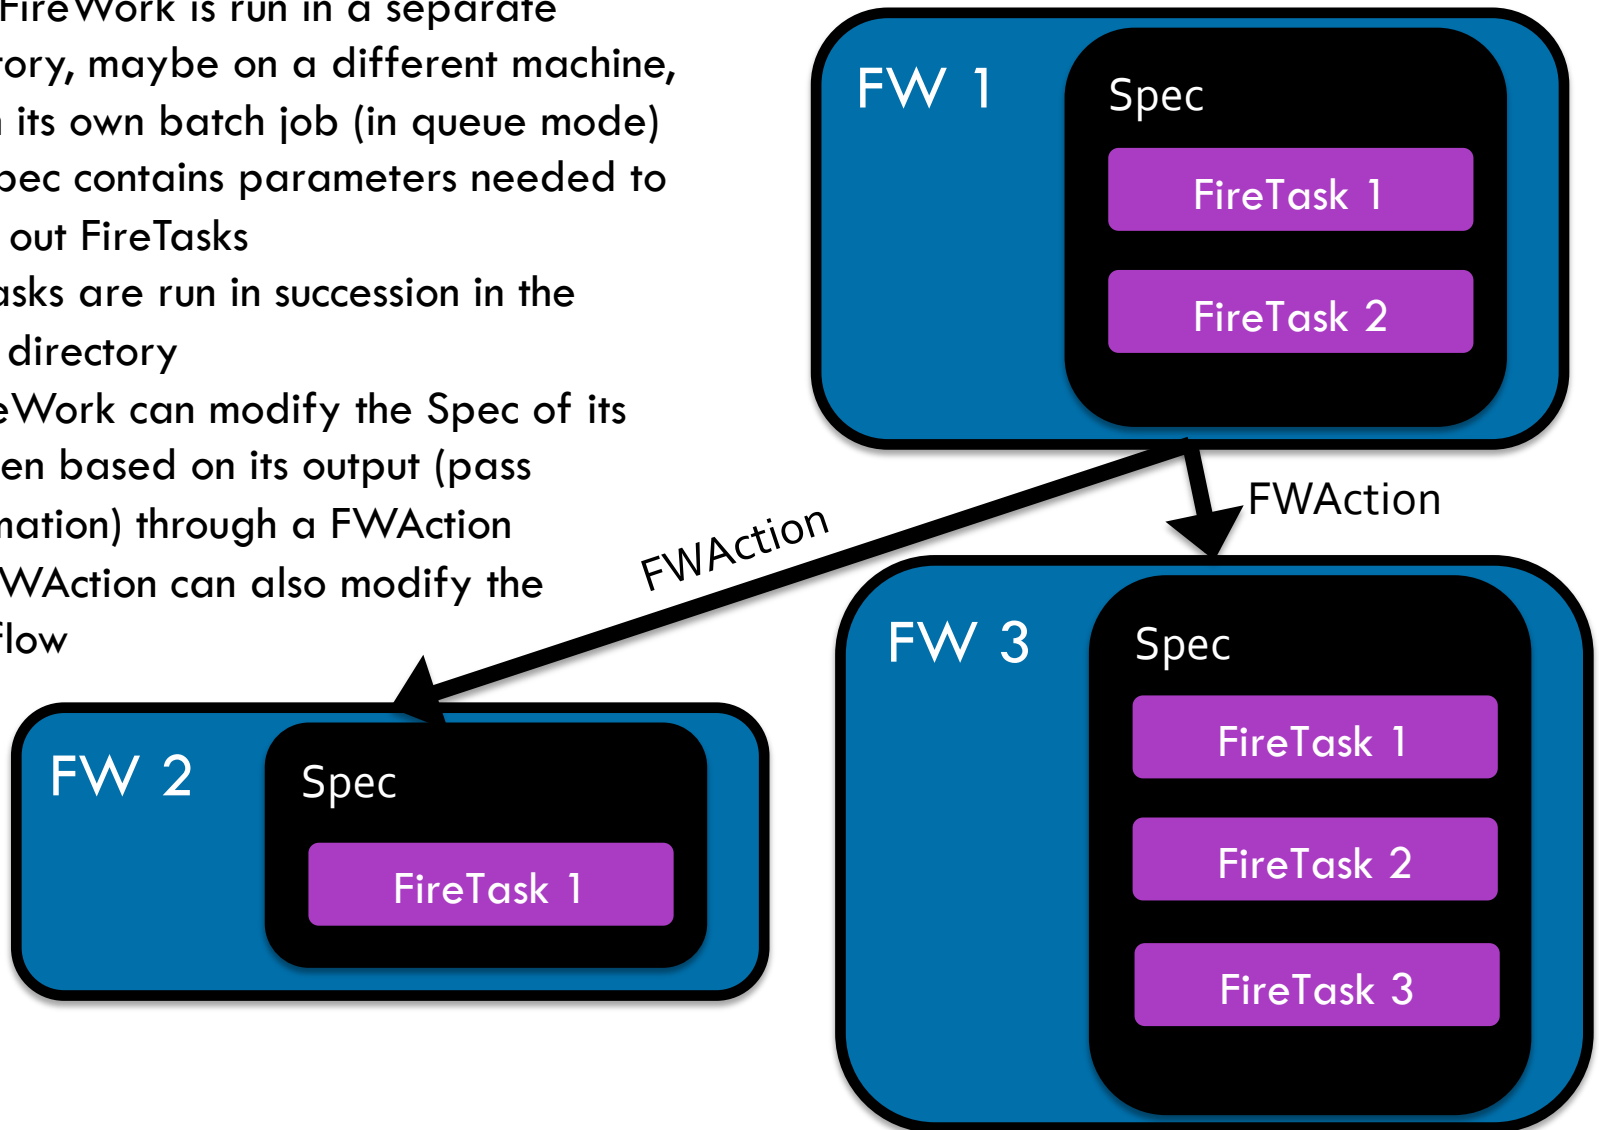 FireWork is run in a separate
tory, maybe on a different machine,
its own batch job (in queue mode)
pec contains parameters needed to
out FireTasks
asks are run in succession in the
directory
eWork can modify the Spec of its
en based on its output (pass
mation) through a FWAction
WAction can also modify the
flow
FW 1
Spec
FireTask 1
FireTask 2
FWAction
FWAction
FW 2
Spec
FireTask 1
FW 3
Spec
FireTask 1
FireTask 2
FireTask 3